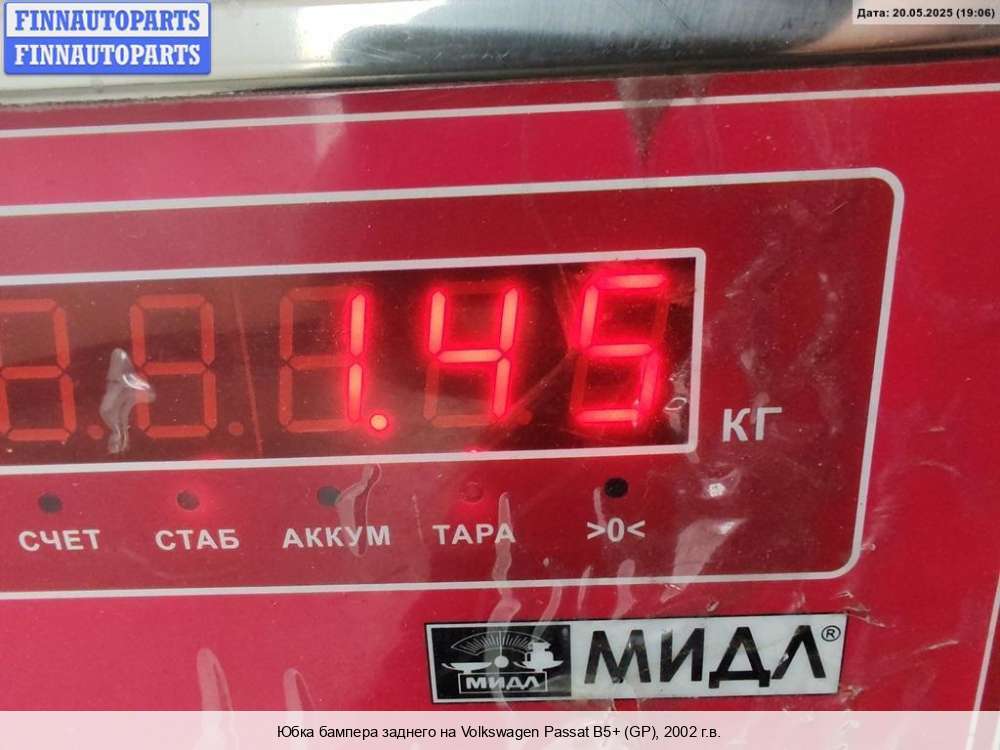 FINNAUTOPARTS
FINNAUTOPARTS
Дата: 20.05.2025 (19:06)
1.45
КГ
СЧЕТ СТАБ АККУМ ТАРА >0<
МИДЛ МИДЛ®
Юбка бампера заднего на Volkswagen Passat B5+ (GP), 2002 г.в.